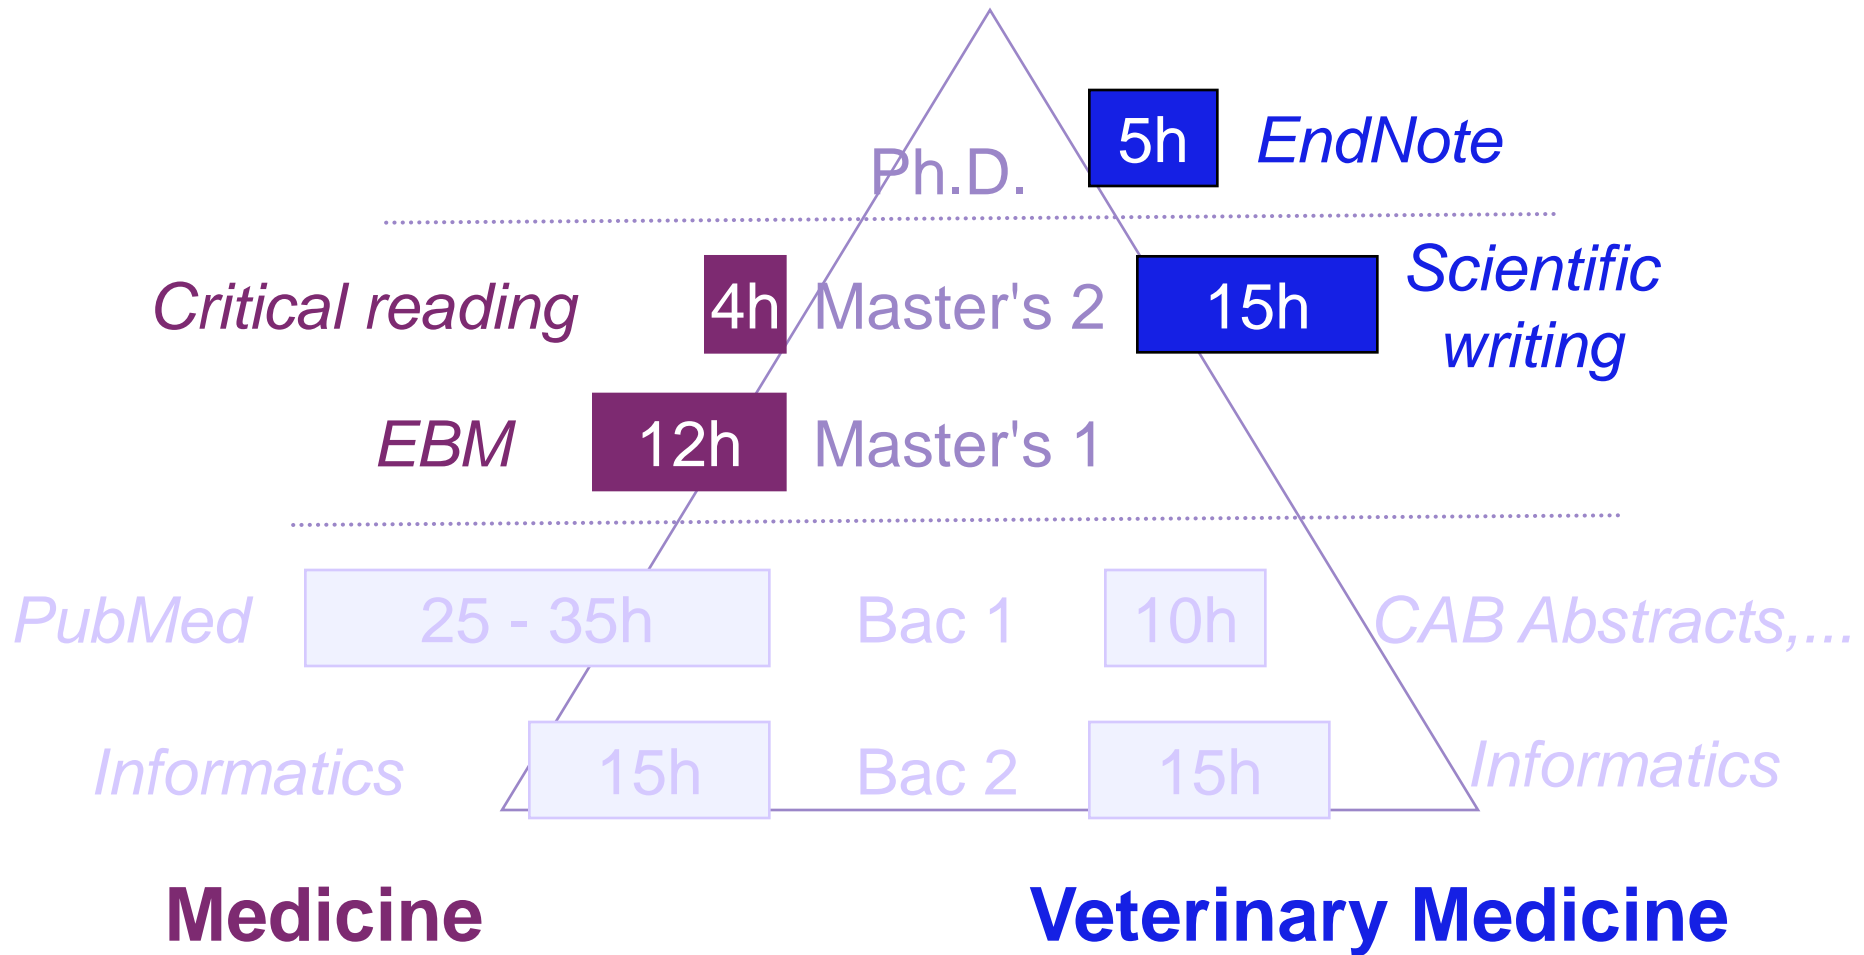 5h EndNote
Ph.D.
Critical reading 4h Master's 2 15h Scientific
writing
EBM 12h Master's 1
PubMed 25 - 35h Bac 1 10h CAB Abstracts,...
Informatics 15h Bac 2 15h Informatics
Medicine Veterinary Medicine